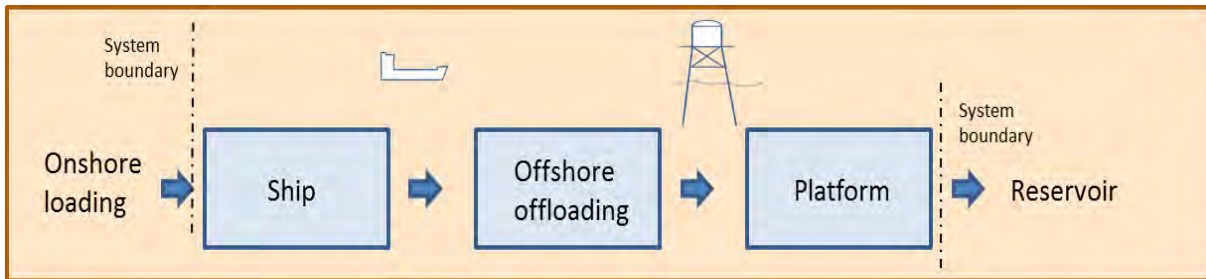 System
boundary
System
boundary
Onshore
loading
Ship
Offshore
offloading
Platform
Reservoir